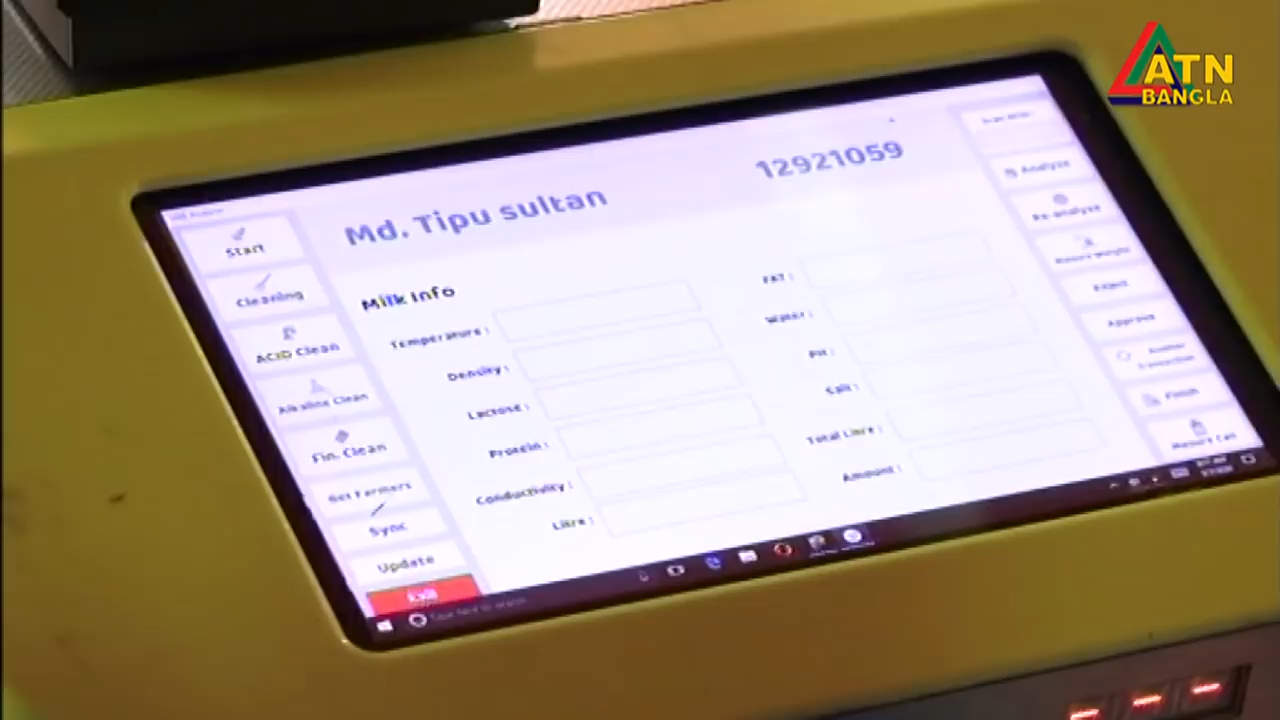 ATN
BANGLA
Md. Tipu sultan
12921059
Start
Cleaning
ACID Clean
Alkaline Clean
Fin. Clean
Get Farmers
Sync
Update
Exit
Milk Info
Temperature :
Density :
Lactose :
Protein :
Conductivity :
Litre :
FAT :
Water :
PH :
Salt :
Total Litre :
Amount :
Analyze
Re-analyze
Reject
Approve
Another
Transaction
Finish